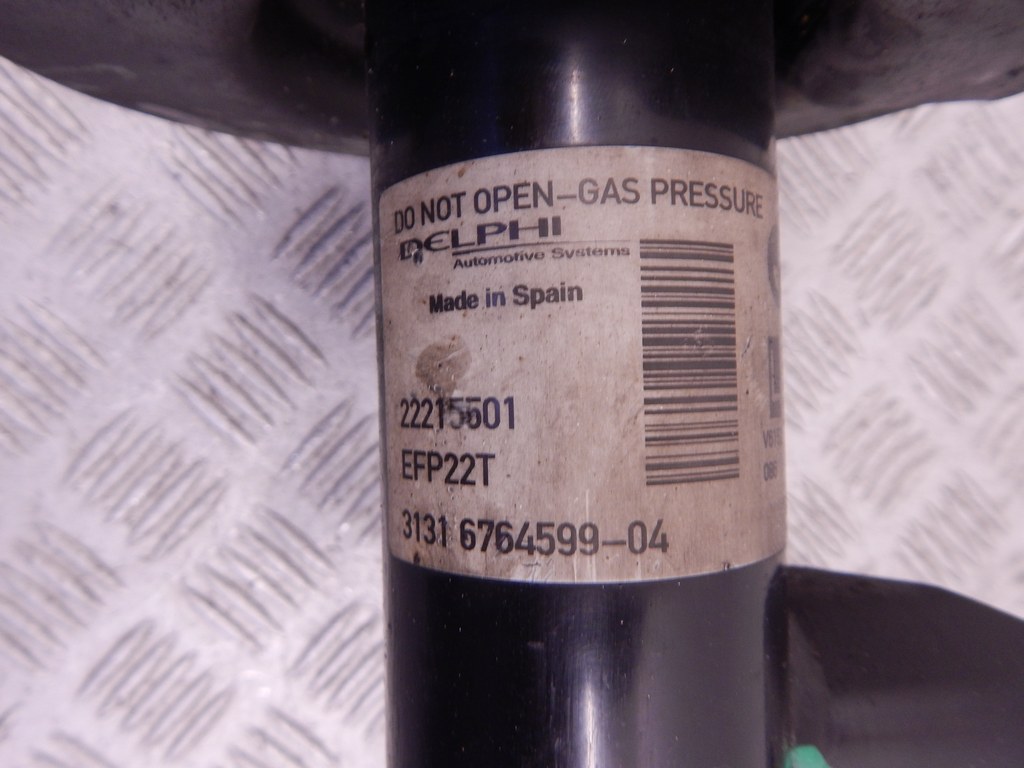 DO NOT OPEN-GAS PRESSURE
DELPHI
Automotive Systems
Made in Spain
22215501
EFP22T
3131 6764599-04